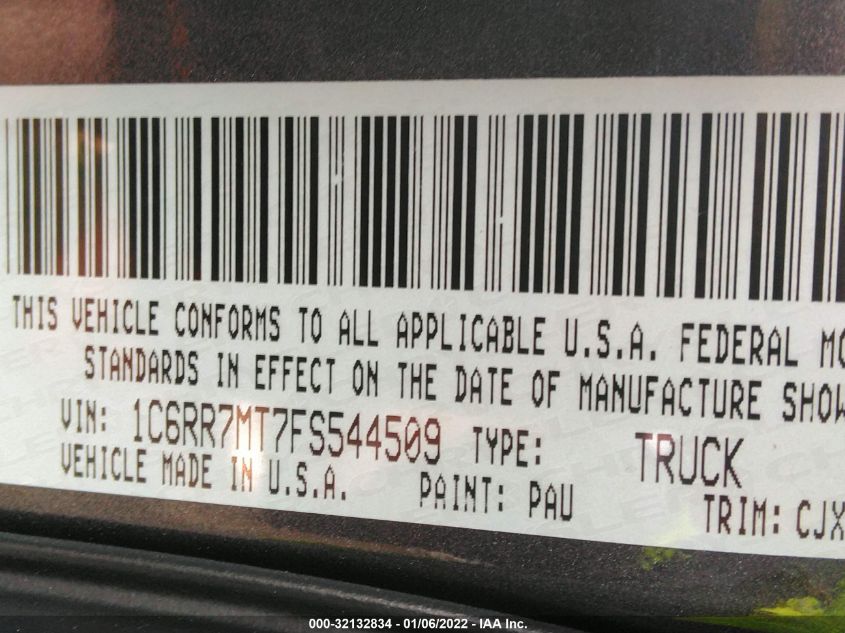 THIS VEHICLE CONFORMS TO ALL APPLICABLE U.S.A. FEDERAL
STANDARDS IN EFFECT ON THE DATE OF MANUFACTURE
VIN: 1C6RR7MT7FS544509 TYPE: TRUCK
VEHICLE MADE IN U.S.A. PAINT: PAU TRIM: CJX
000-32132834 - 01/06/2022 - IAA Inc.